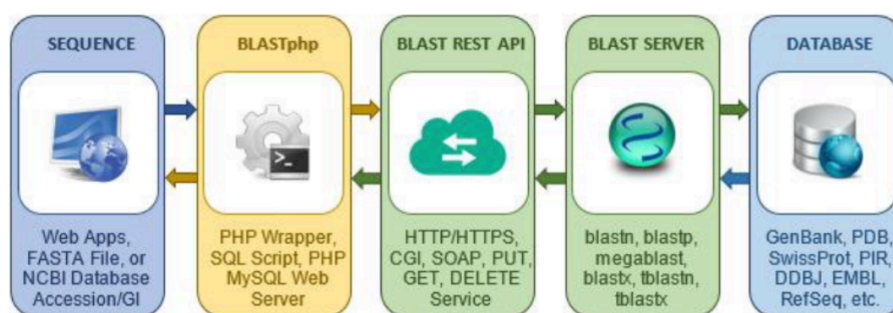 SEQUENCE
Web Apps,
FASTA File, or
NCBI Database
Accession/GI
BLASTphp
>_
PHP Wrapper,
SQL Script, PHP
MySQL Web
Server
BLAST REST API
HTTP/HTTPS,
CGI, SOAP, PUT,
GET, DELETE
Service
BLAST SERVER
blastn, blastp,
megablast,
blastx, tblastn,
tblastx
DATABASE
GenBank, PDB,
SwissProt, PIR,
DDBJ, EMBL,
RefSeq, etc.